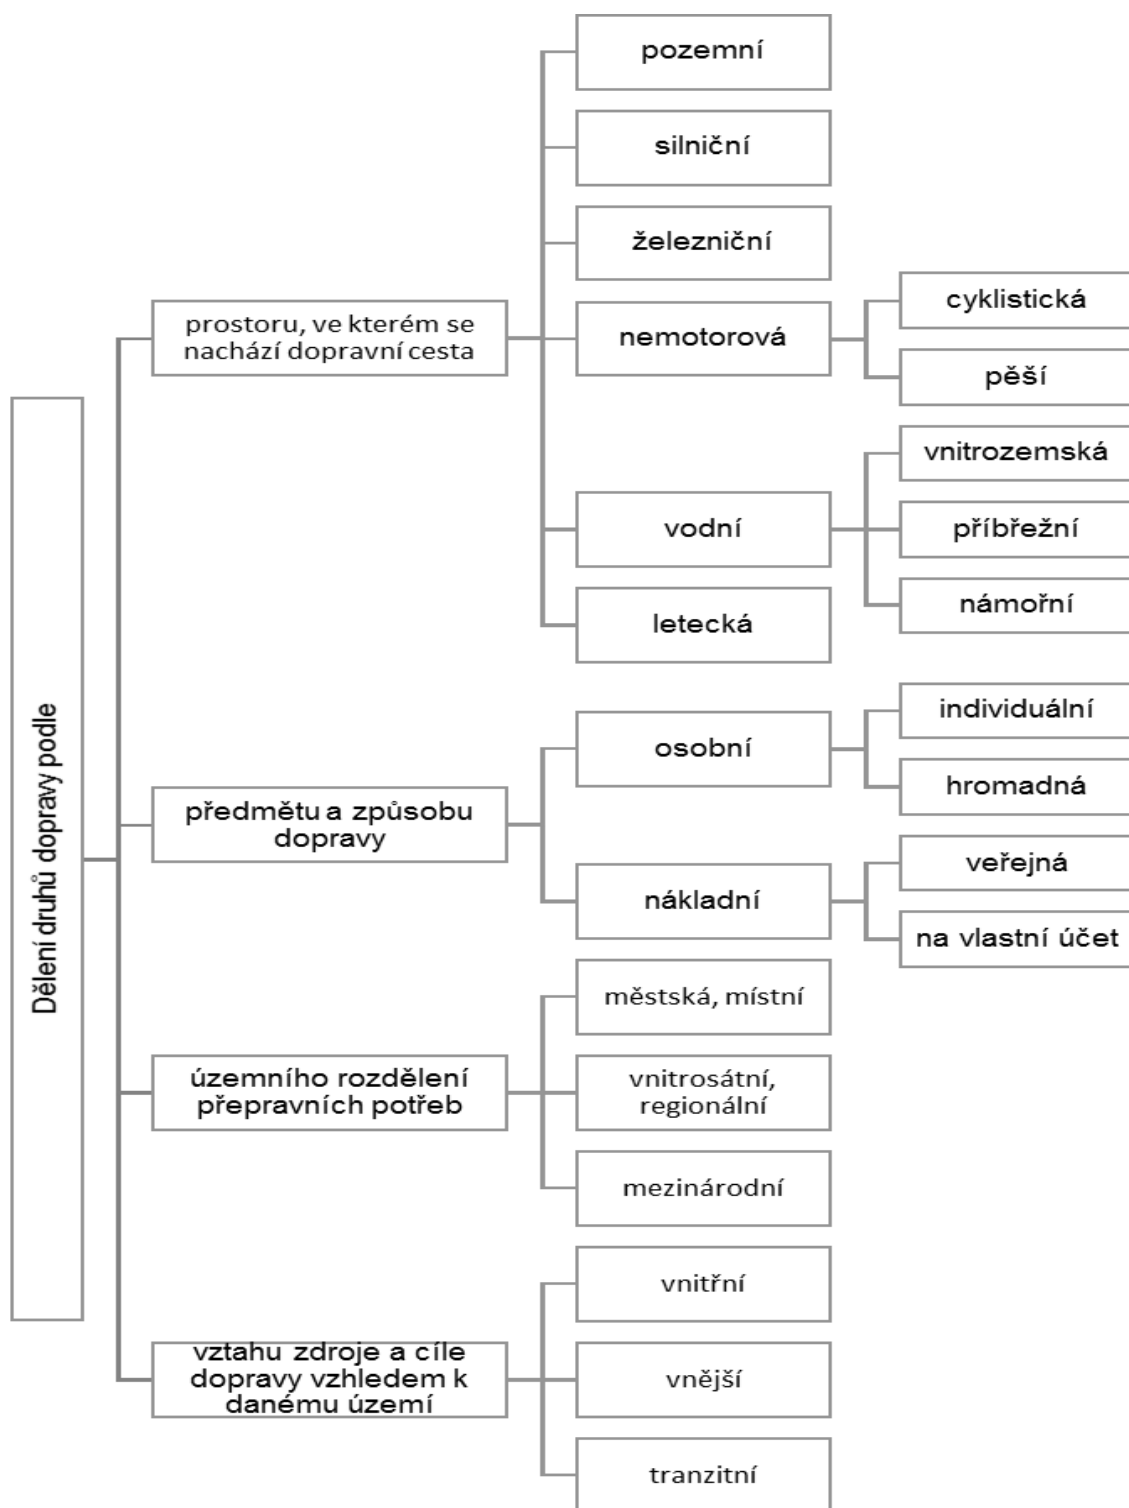 Dělení druhů dopravy podle
prostoru, ve kterém se
nachází dopravní cesta
pozemní
silniční
železniční
nemotorová
cyklistická
pěší
vodní
vnitrozemská
příbřežní
námořní
letecká
předmětu a způsobu
dopravy
osobní
individuální
hromadná
nákladní
veřejná
na vlastní účet
územního rozdělení
přepravních potřeb
městská, místní
vnitrosátní,
regionální
mezinárodní
vztahu zdroje a cíle
dopravy vzhledem k
danému území
vnitřní
vnější
tranzitní